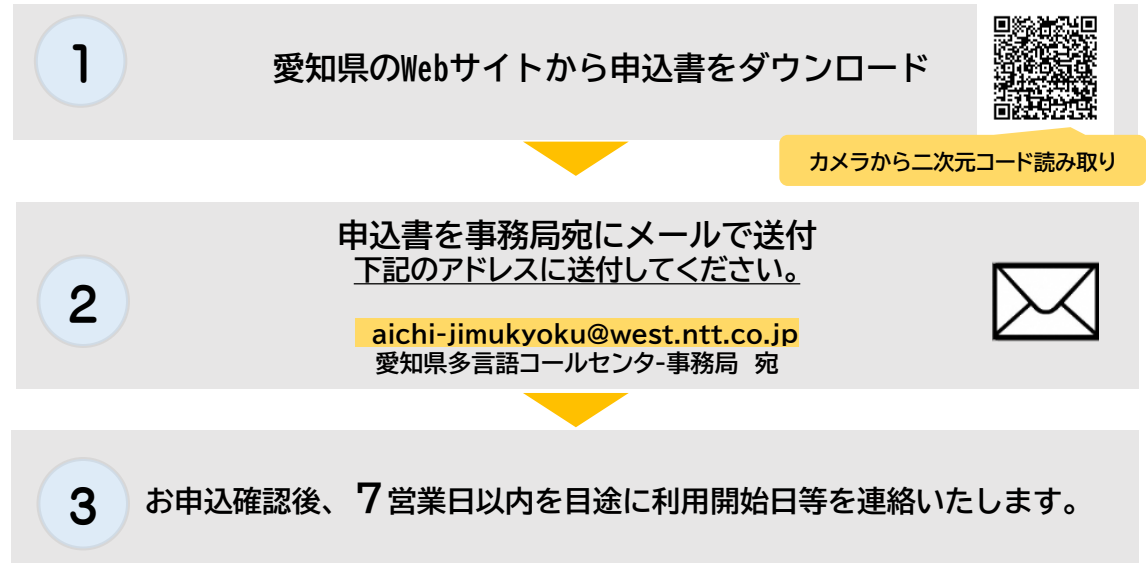 1
愛知県のWebサイトから申込書をダウンロード
カメラから二次元コード読み取り
2
申込書を事務局宛にメールで送付
下記のアドレスに送付してください。
aichi-jimukyoku@west.ntt.co.jp
愛知県多言語コールセンタ-事務局 宛
3
お申込確認後、7営業日以内を目途に利用開始日等を連絡いたします。